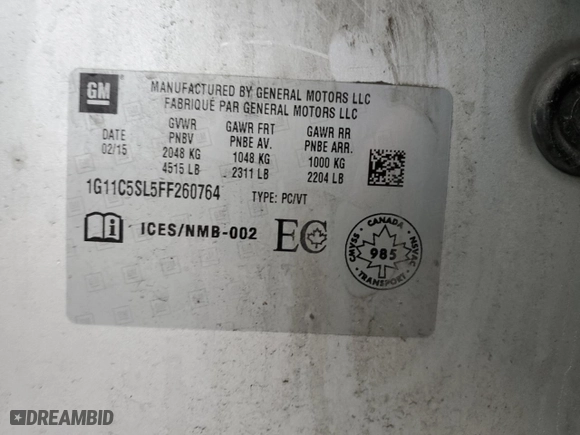 GM
MANUFACTURED BY GENERAL MOTORS LLC
FABRIQUÉ PAR GENERAL MOTORS LLC
DATE
02/15
GVWR
PNBV
2048 KG
4515 LB
GAWR FRT
PNBE AV.
1048 KG
2311 LB
GAWR RR
PNBE ARR.
1000 KG
2204 LB
1G11C5SL5FF260764
TYPE: PC/VT
i ICES/NMB-002
EC
CANADA
CMVSS
NSVAC
985
TRANSPORT
DREAMBID